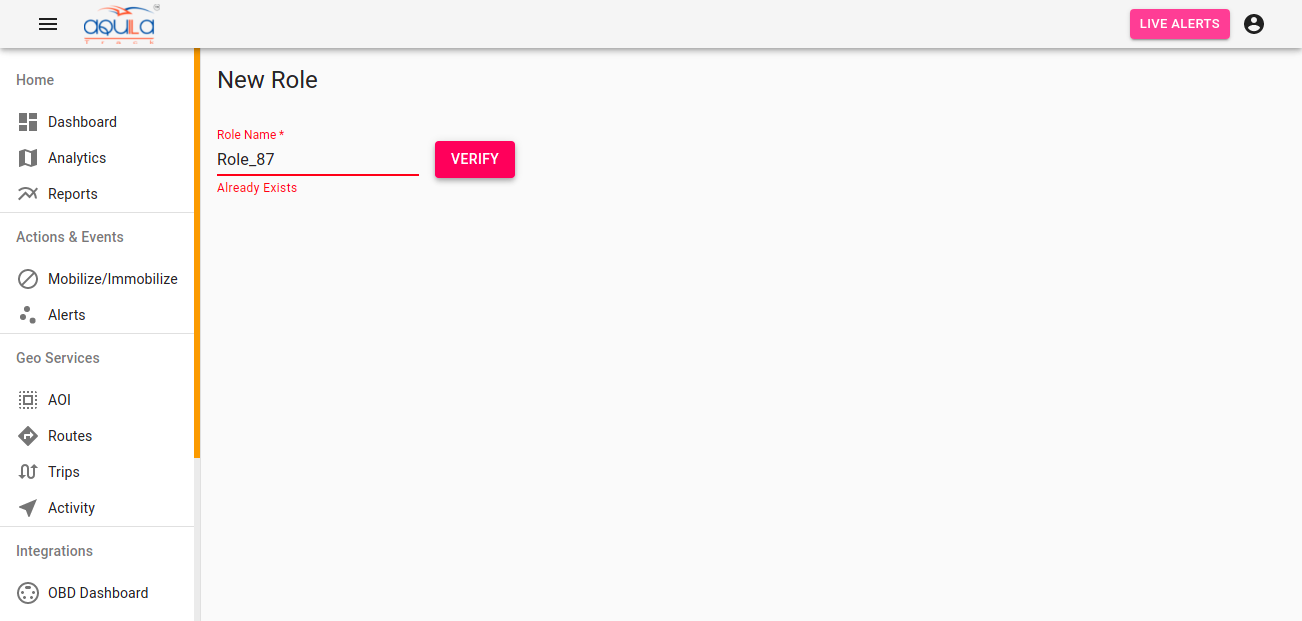 aquila
Track
LIVE ALERTS
Home
Dashboard
Analytics
Reports
Actions & Events
Mobilize/Immobilize
Alerts
Geo Services
AOI
Routes
Trips
Activity
Integrations
OBD Dashboard
New Role
Role Name *
Role_87
VERIFY
Already Exists